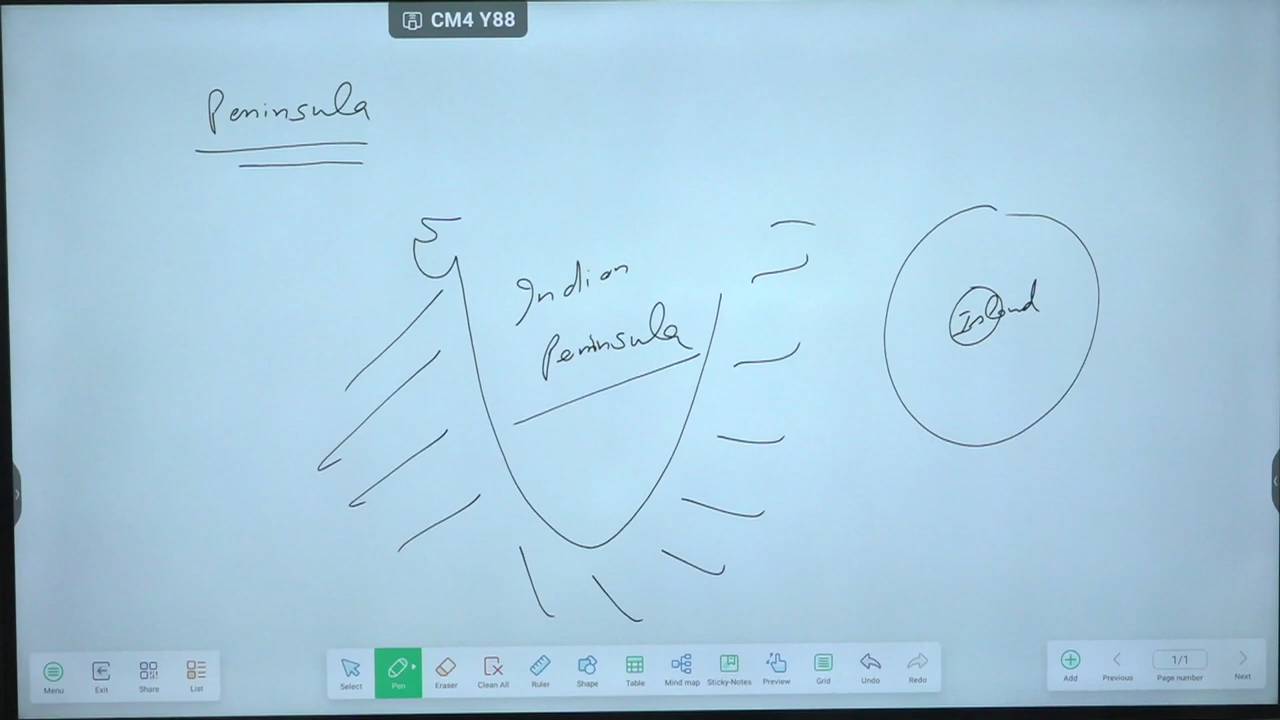 CM4 Y88
Peninsula
Indian
Peninsula
Island
Menu
Exit
Share
List
Select
Pen
Eraser
Clean All
Ruler
Shape
Table
Mind map
Sticky-Notes
Preview
Grid
Undo
Redo
Add
Previous
1/1
Page number
Next